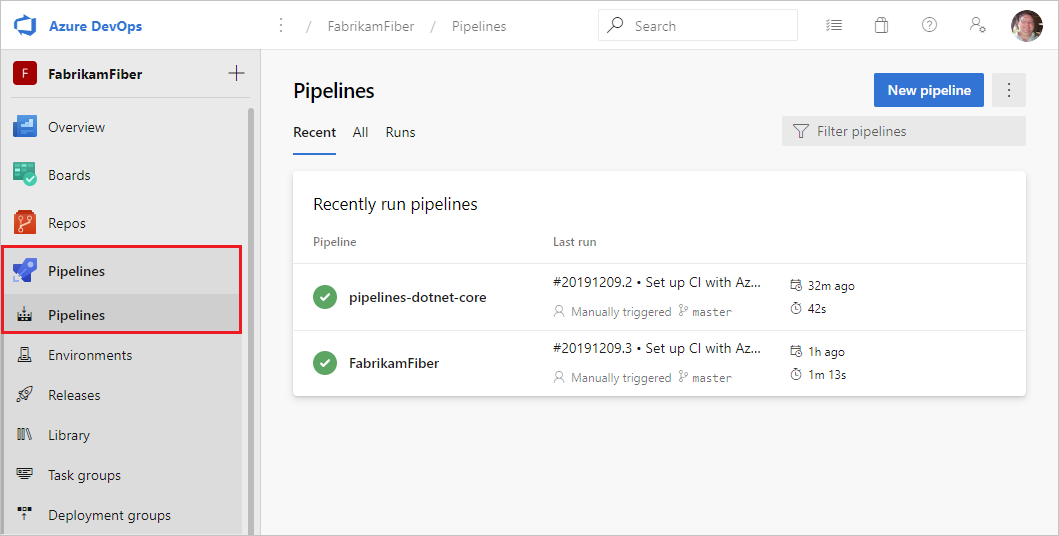 Azure DevOps
/ FabrikamFiber / Pipelines
Search
F FabrikamFiber
Overview
Boards
Repos
Pipelines
Pipelines
Environments
Releases
Library
Task groups
Deployment groups
Pipelines
New pipeline
Recent All Runs
Filter pipelines
Recently run pipelines
Pipeline Last run
pipelines-dotnet-core
#20191209.2 • Set up CI with Az...
Manually triggered master
32m ago
42s
FabrikamFiber
#20191209.3 • Set up CI with Az...
Manually triggered master
1h ago
1m 13s